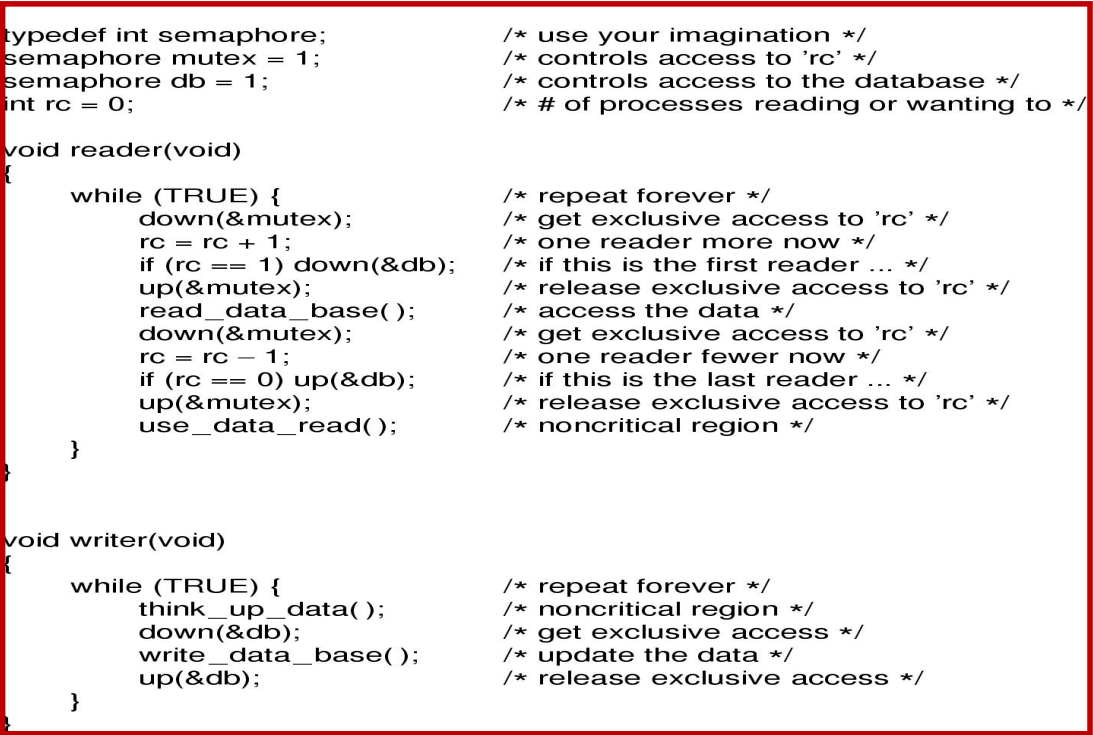 typedef int semaphore; /* use your imagination */
semaphore mutex = 1; /* controls access to 'rc' */
semaphore db = 1; /* controls access to the database */
int rc = 0; /* # of processes reading or wanting to */
void reader(void)
{
while (TRUE) { /* repeat forever */
down(&mutex); /* get exclusive access to 'rc' */
rc = rc + 1; /* one reader more now */
if (rc == 1) down(&db); /* if this is the first reader ... */
up(&mutex); /* release exclusive access to 'rc' */
read_data_base( ); /* access the data */
down(&mutex); /* get exclusive access to 'rc' */
rc = rc − 1; /* one reader fewer now */
if (rc == 0) up(&db); /* if this is the last reader ... */
up(&mutex); /* release exclusive access to 'rc' */
use_data_read( ); /* noncritical region */
}
}
void writer(void)
{
while (TRUE) { /* repeat forever */
think_up_data( ); /* noncritical region */
down(&db); /* get exclusive access */
write_data_base( ); /* update the data */
up(&db); /* release exclusive access */
}
}